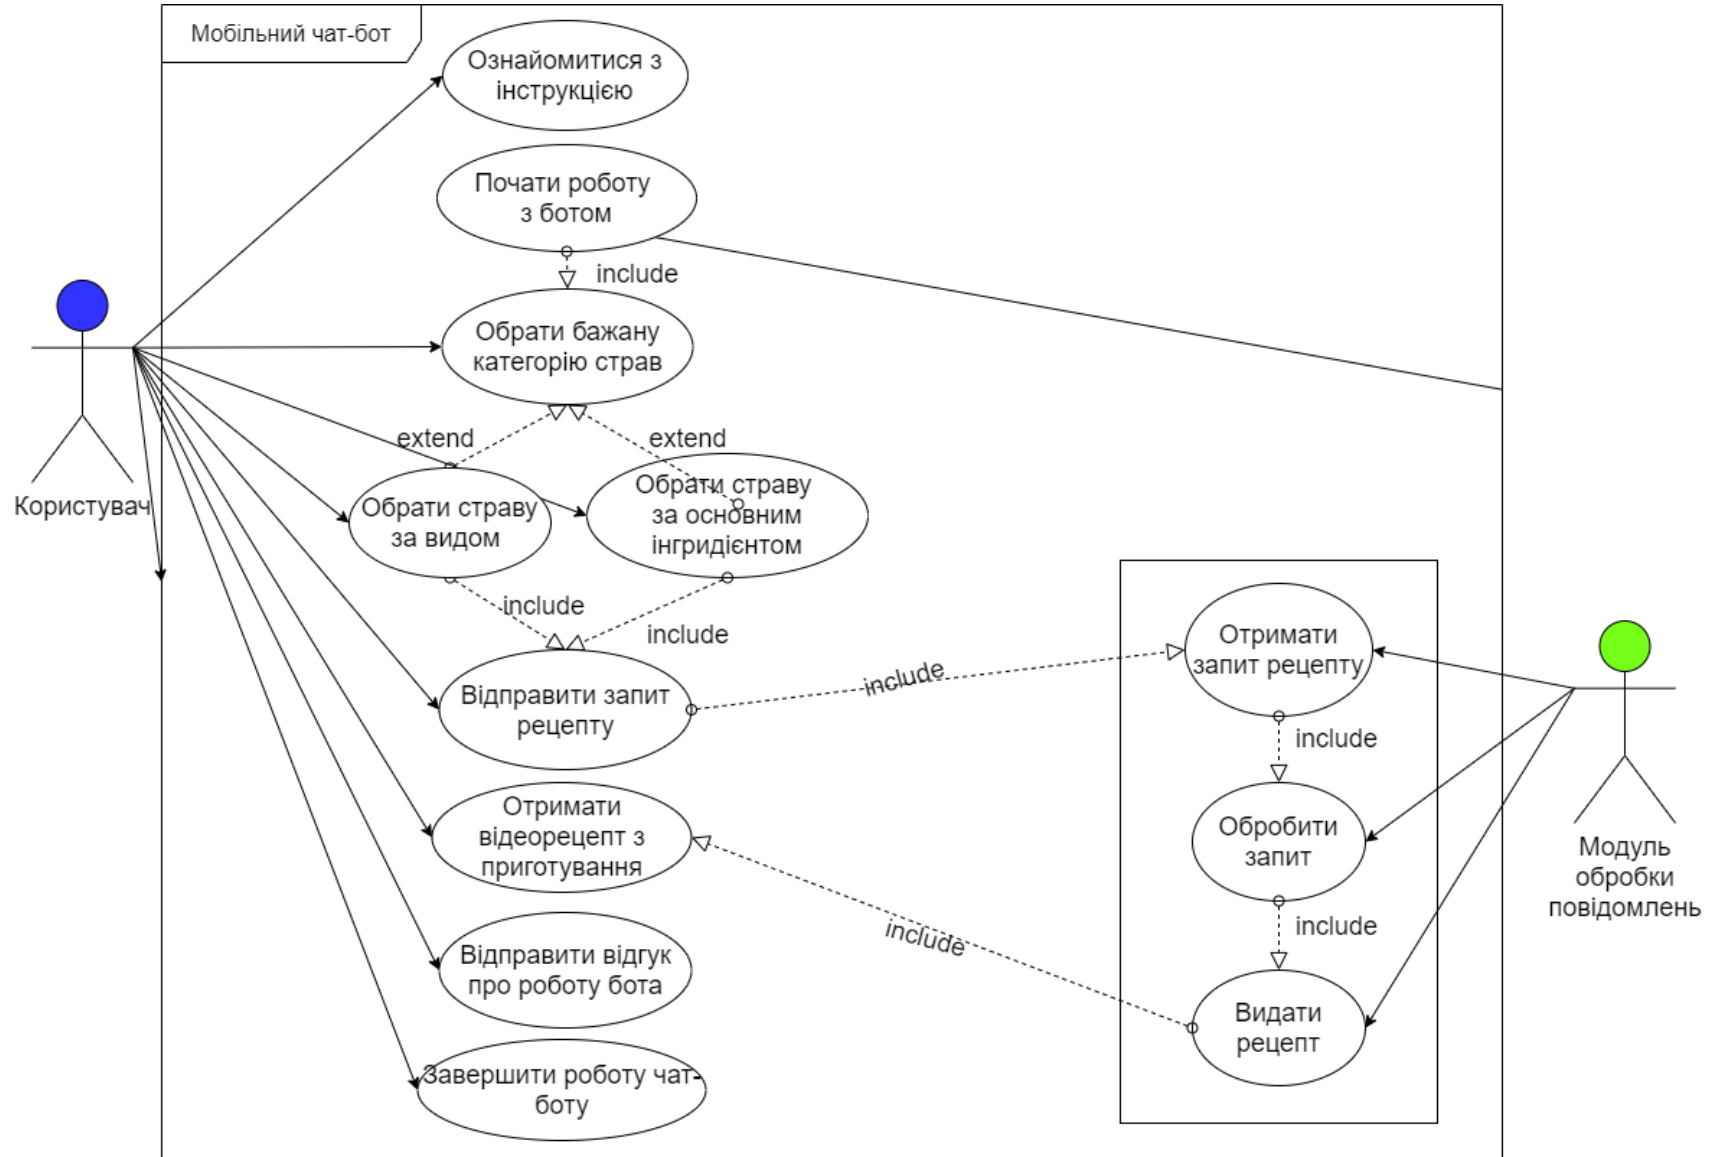 Мобільний чат-бот
Ознайомитися з
інструкцією
Почати роботу
з ботом
include
Обрати бажану
категорію страв
extend
extend
Користувач
Обрати страву
за видом
Обрати страву
за основним
інгридієнтом
include
include
Відправити запит
рецепту
include
Отримати
запит рецепту
include
Отримати
відеорецепт з
приготування
Обробити
запит
Модуль
обробки
повідомлень
include
include
Відправити відгук
про роботу бота
Видати
рецепт
Завершити роботу чат-
боту